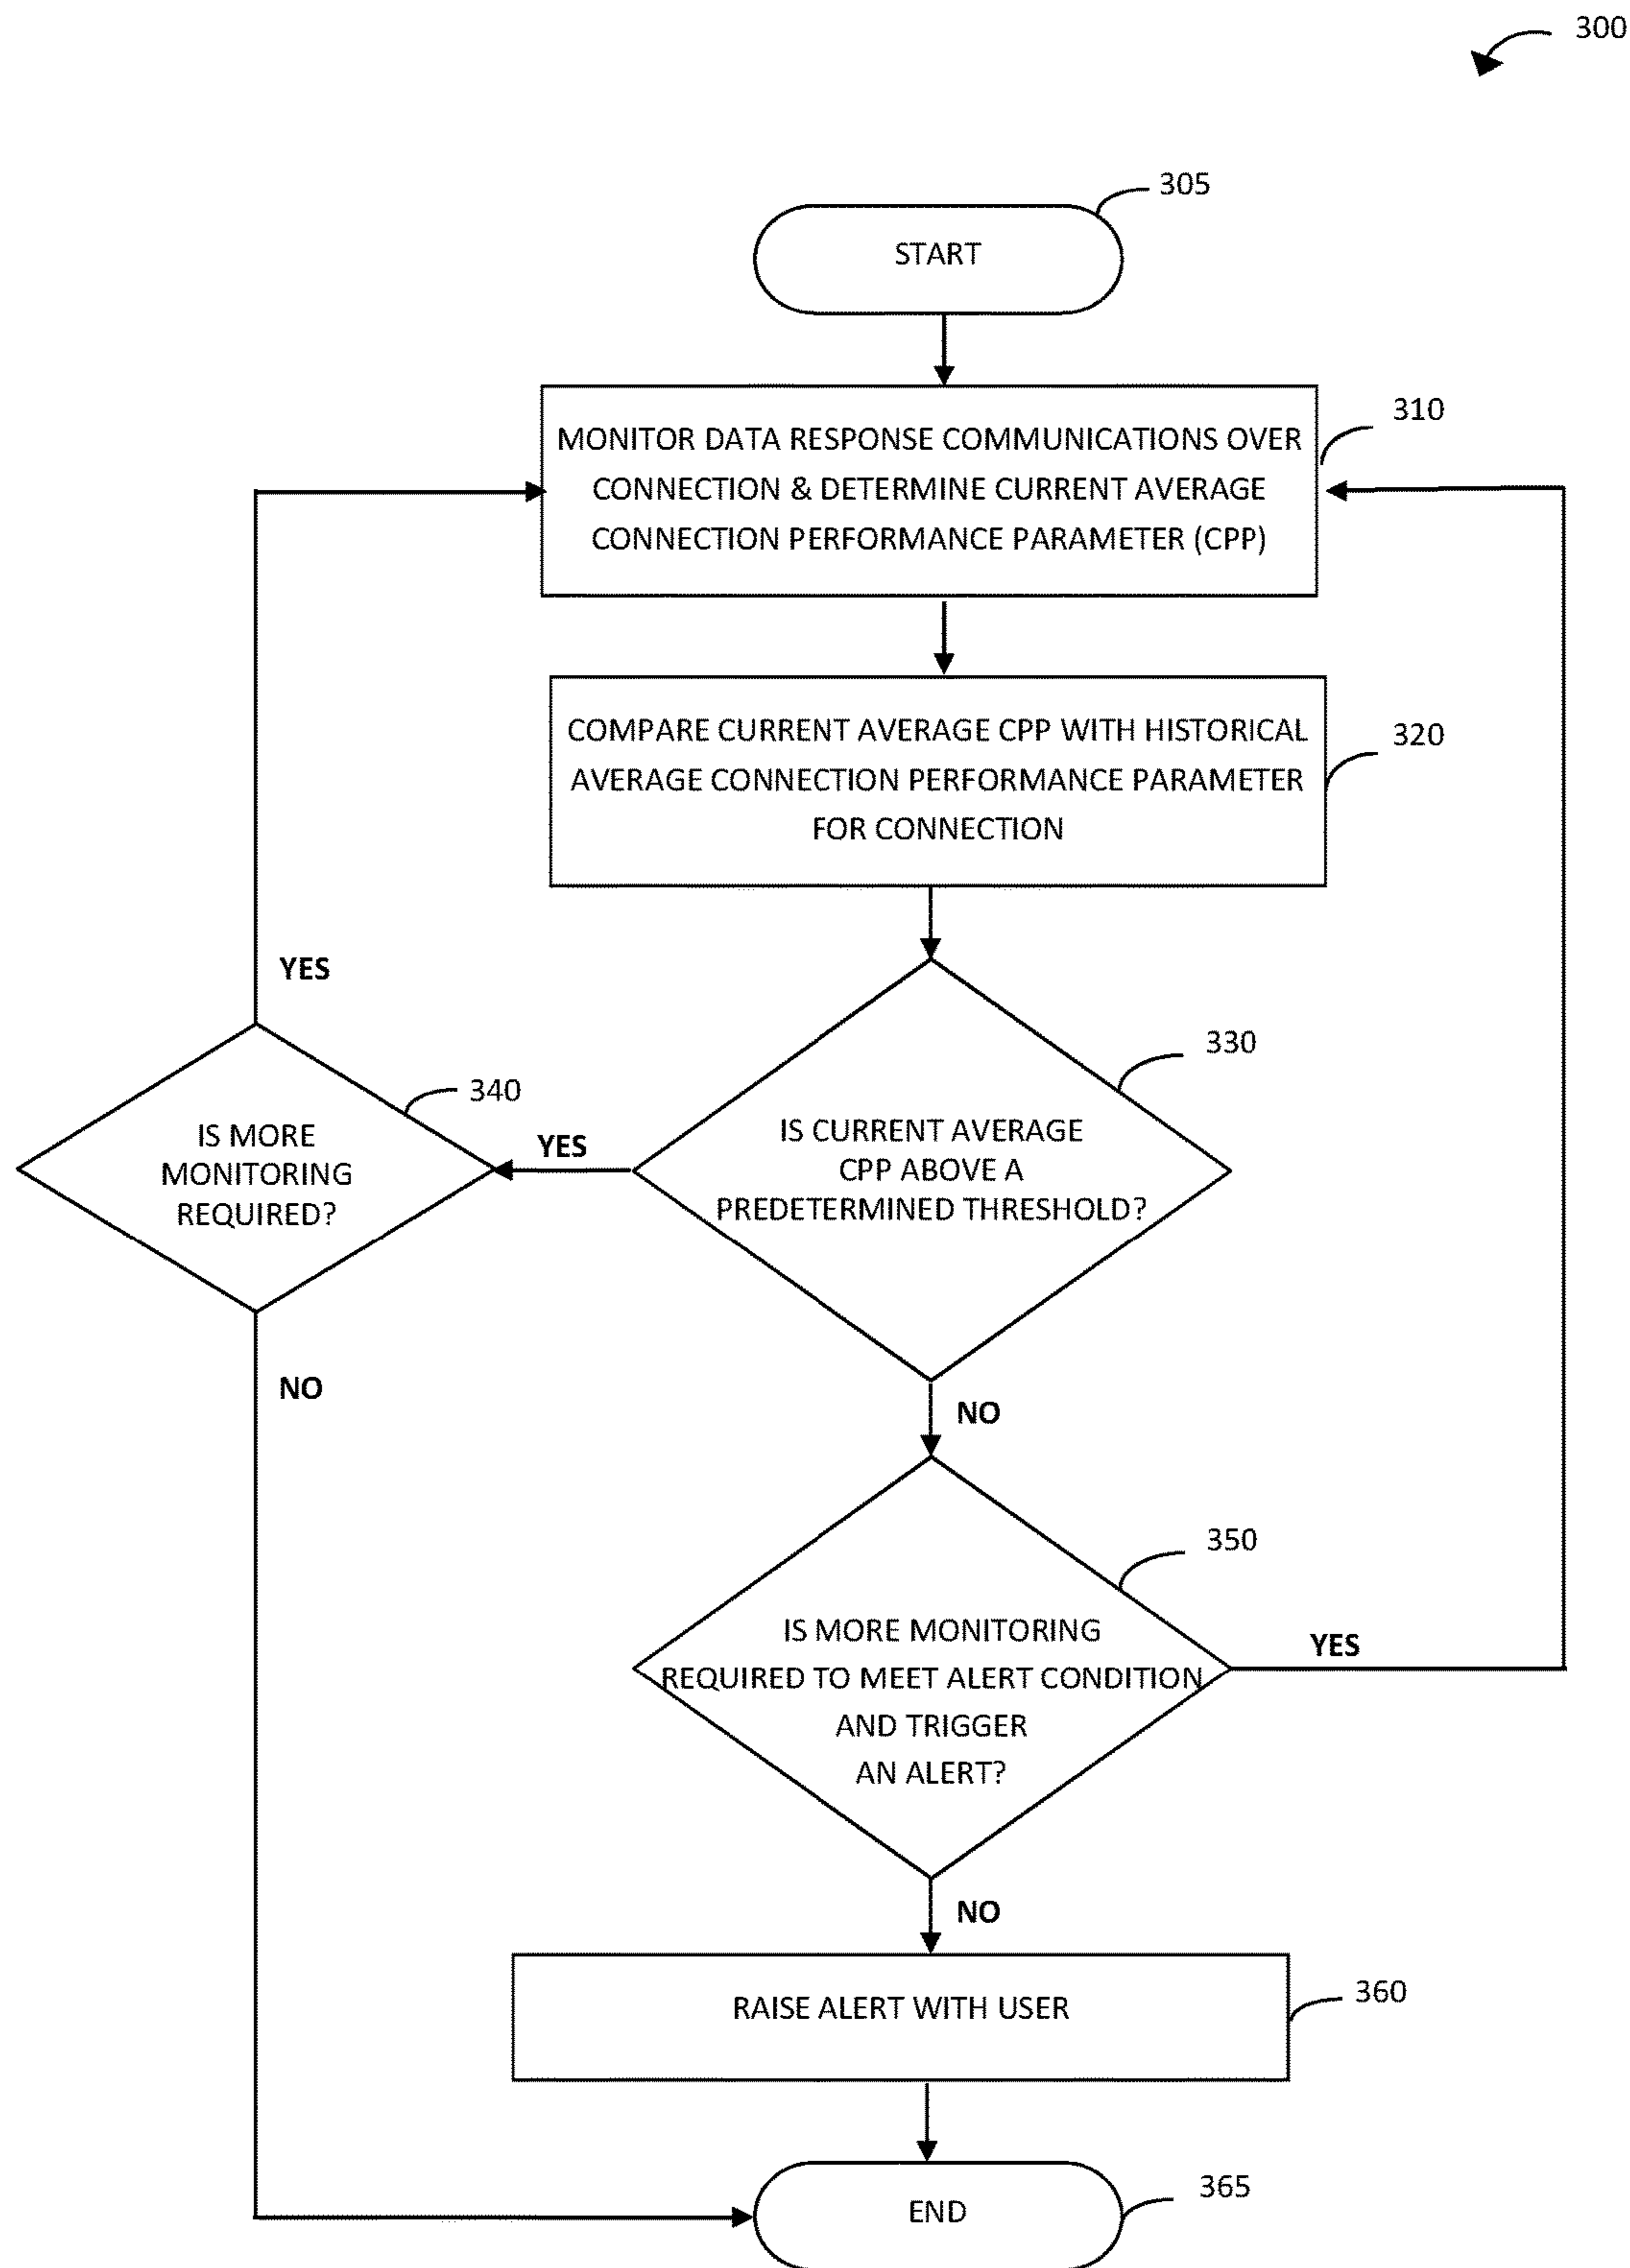 300
305
START
310
MONITOR DATA RESPONSE COMMUNICATIONS OVER
CONNECTION & DETERMINE CURRENT AVERAGE
CONNECTION PERFORMANCE PARAMETER (CPP)
320
COMPARE CURRENT AVERAGE CPP WITH HISTORICAL
AVERAGE CONNECTION PERFORMANCE PARAMETER
FOR CONNECTION
YES
330
340
IS MORE
MONITORING
REQUIRED?
YES
IS CURRENT AVERAGE
CPP ABOVE A
PREDETERMINED THRESHOLD?
NO
NO
350
IS MORE MONITORING
REQUIRED TO MEET ALERT CONDITION
AND TRIGGER
AN ALERT?
YES
NO
360
RAISE ALERT WITH USER
365
END